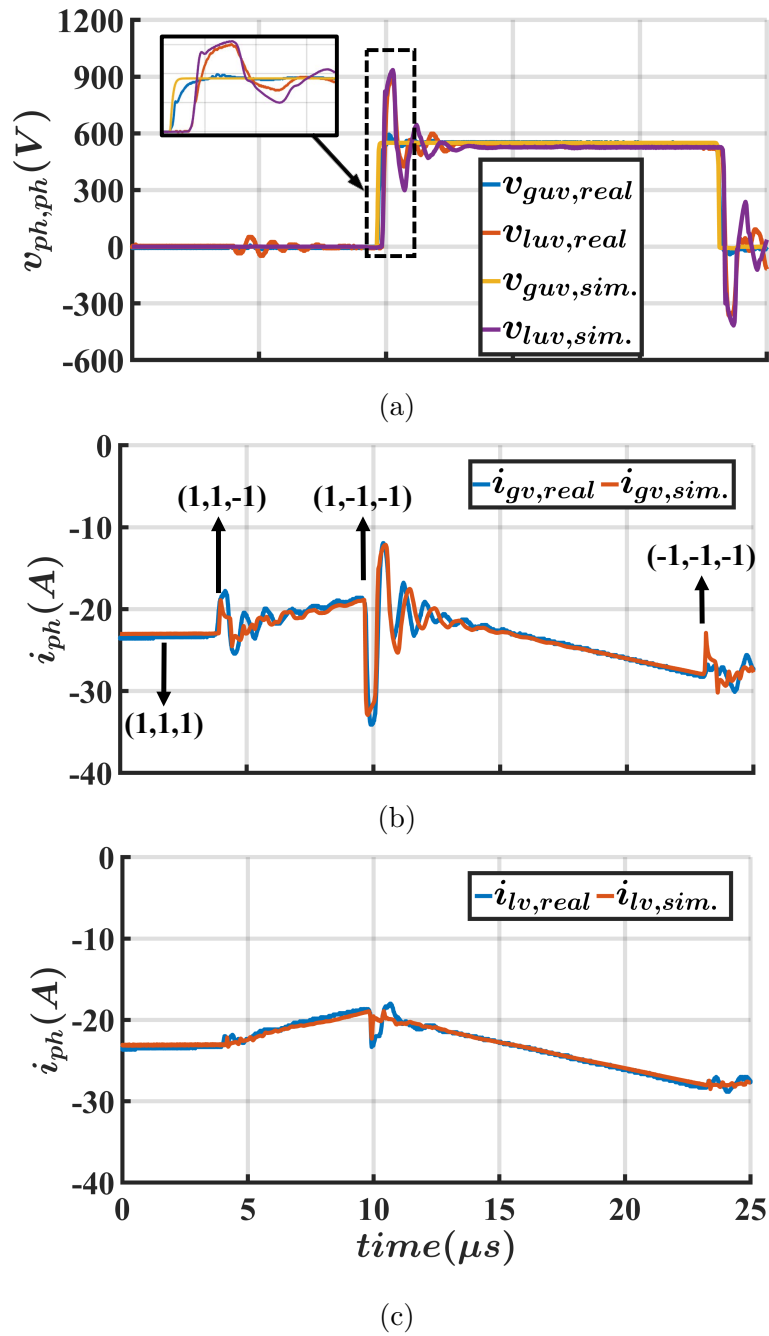 1200
900
600
300
0
-300
-600
v_{ph,ph}(V)
v_{guv,real}
v_{luv,real}
v_{guv,sim.}
v_{luv,sim.}
(a)
0
-10
-20
-30
-40
i_{ph}(A)
i_{gv,real} i_{gv,sim.}
(1,1,-1)
(1,-1,-1)
(-1,-1,-1)
(1,1,1)
(b)
0
-10
-20
-30
-40
i_{ph}(A)
i_{lv,real} i_{lv,sim.}
0 5 10 15 20 25
time(μs)
(c)